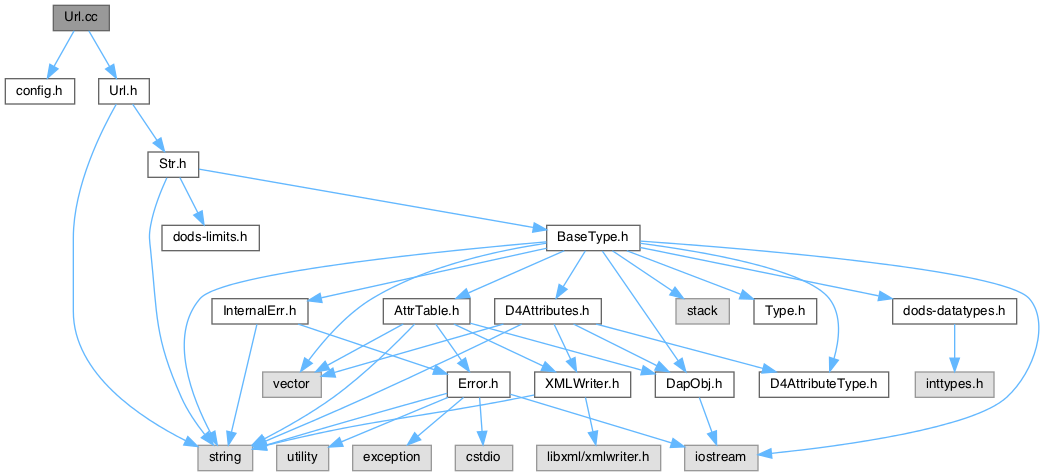 Url.cc
config.h
Url.h
Str.h
dods-limits.h
BaseType.h
InternalErr.h
AttrTable.h
D4Attributes.h
stack
Type.h
dods-datatypes.h
vector
Error.h
XMLWriter.h
DapObj.h
D4AttributeType.h
inttypes.h
string
utility
exception
cstdio
libxml/xmlwriter.h
iostream